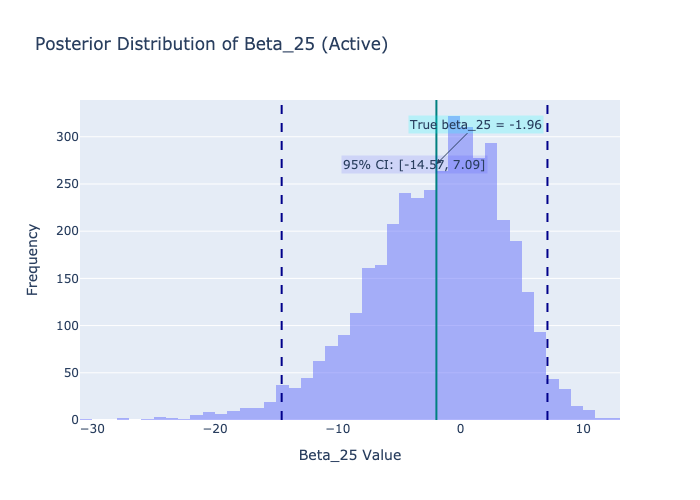 Posterior Distribution of Beta_25 (Active)
True beta_25 = -1.96
95% CI: [-14.57, 7.09]
Frequency
300
250
200
150
100
50
0
−30 −20 −10 0 10
Beta_25 Value